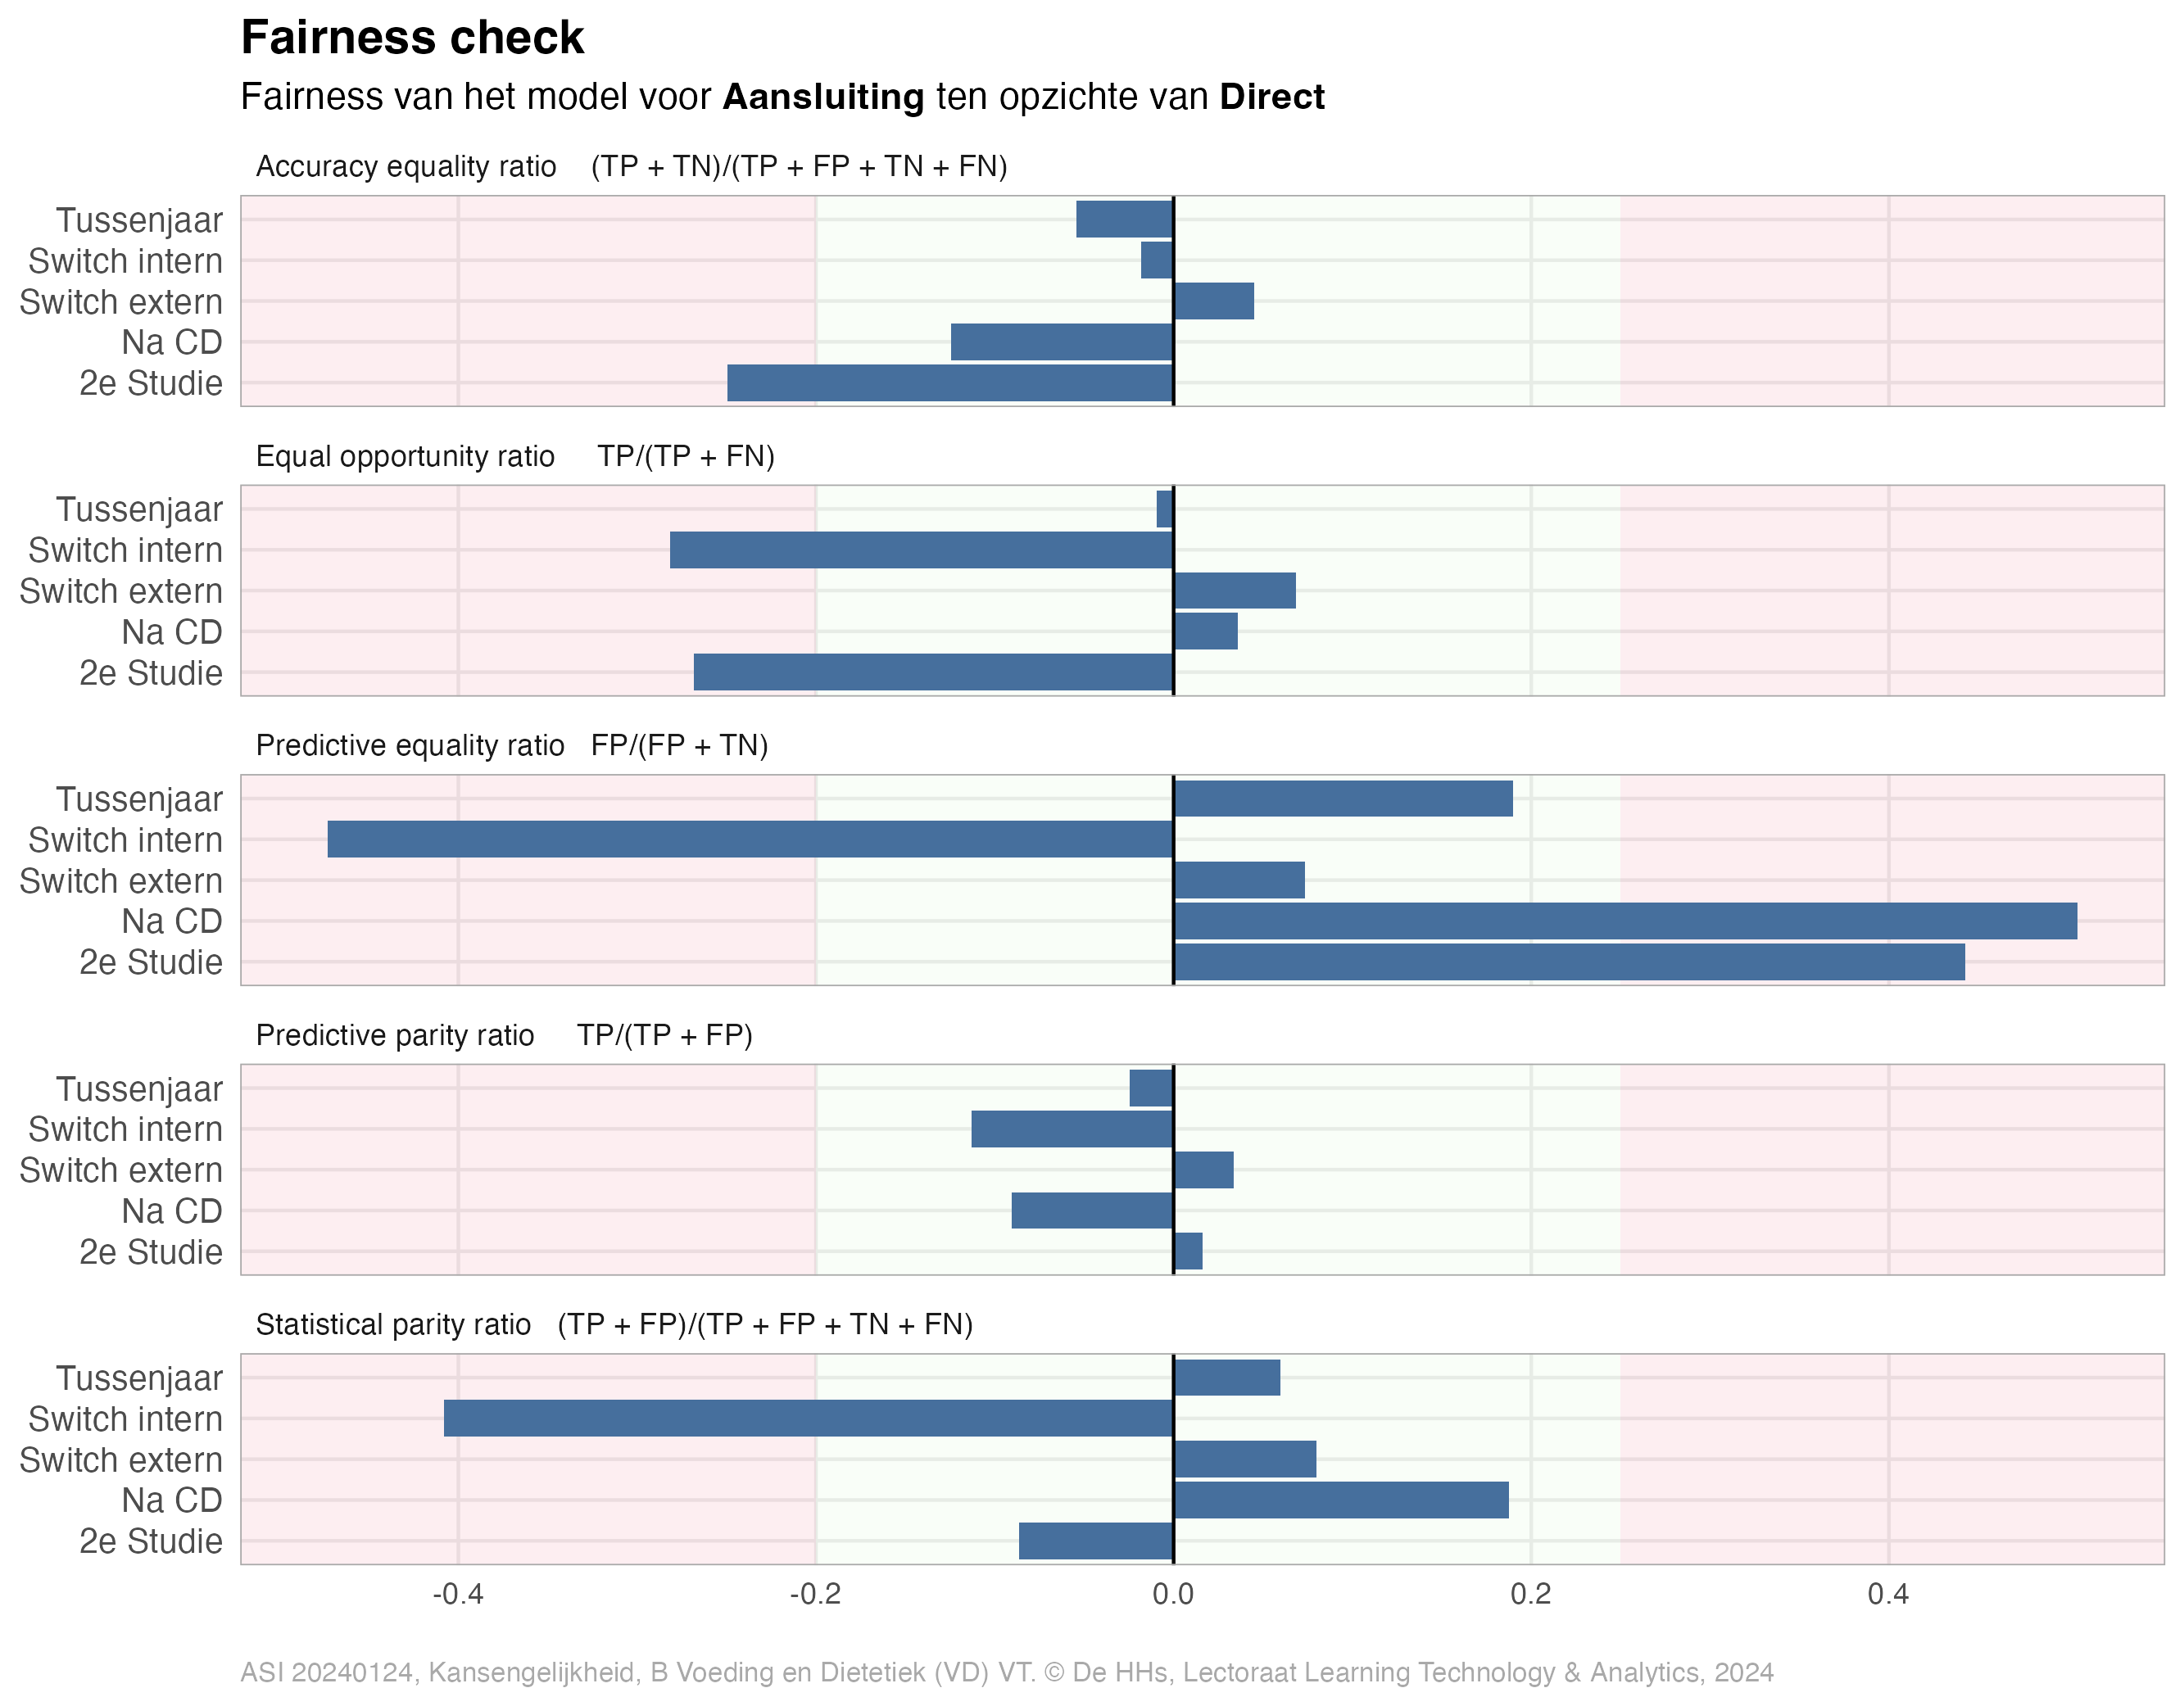 Fairness check
Fairness van het model voor Aansluiting ten opzichte van Direct
Accuracy equality ratio (TP + TN)/(TP + FP + TN + FN)
Tussenjaar
Switch intern
Switch extern
Na CD
2e Studie
Equal opportunity ratio TP/(TP + FN)
Tussenjaar
Switch intern
Switch extern
Na CD
2e Studie
Predictive equality ratio FP/(FP + TN)
Tussenjaar
Switch intern
Switch extern
Na CD
2e Studie
Predictive parity ratio TP/(TP + FP)
Tussenjaar
Switch intern
Switch extern
Na CD
2e Studie
Statistical parity ratio (TP + FP)/(TP + FP + TN + FN)
Tussenjaar
Switch intern
Switch extern
Na CD
2e Studie
-0.4 -0.2 0.0 0.2 0.4
ASI 20240124, Kansengelijkheid, B Voeding en Dietetiek (VD) VT. © De HHs, Lectoraat Learning Technology & Analytics, 2024